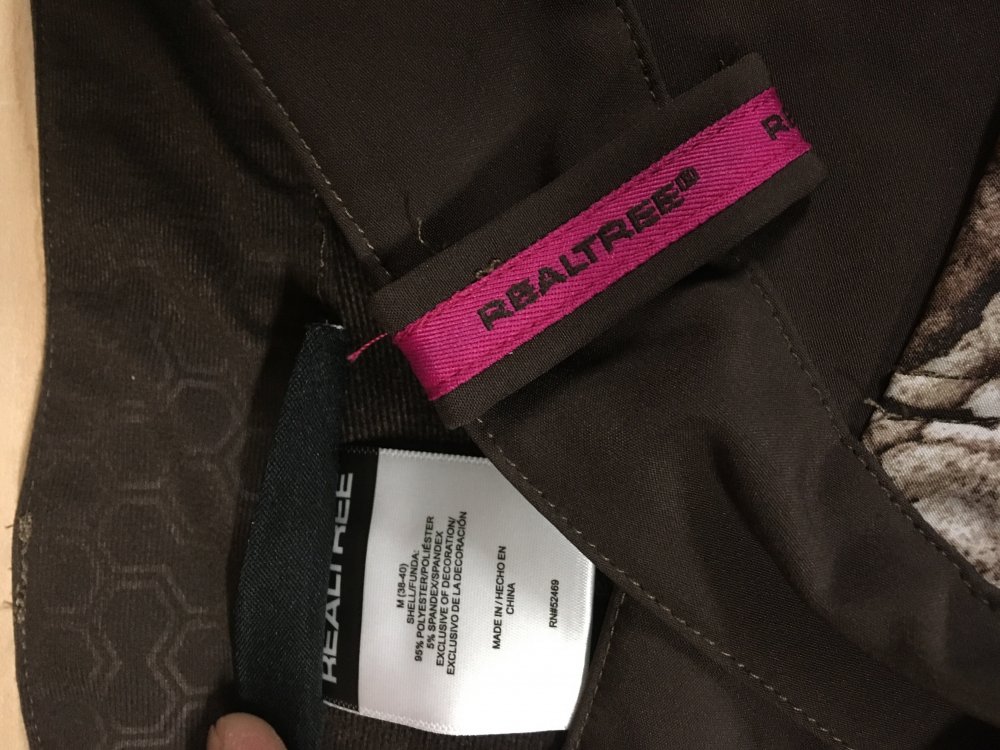 REALTREE
RE
REALTREE
M (38-40)
SHELL/FUNDA:
95% POLYESTER/POLIÉSTER
5% SPANDEX/SPANDEX
EXCLUSIVE OF DECORATION/
EXCLUSIVO DE LA DECORACIÓN
MADE IN / HECHO EN
CHINA
RN#52469